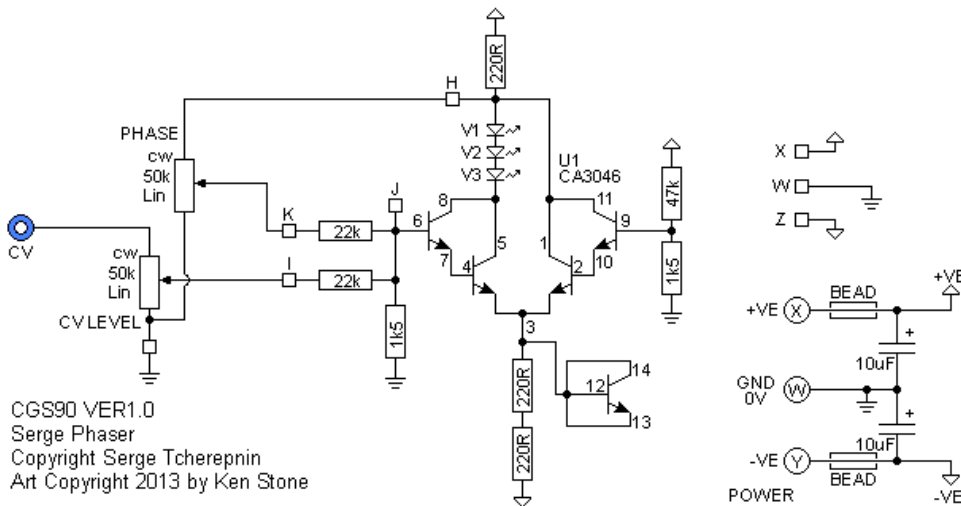 220R
H
PHASE
cw
50k
Lin
V1
V2
V3
U1
CA3046
X
W
Z
47k
J
8
11
K
22k
6
9
5
1
CV
cw
50k
Lin
I
22k
7
4
2
10
1k5
CV LEVEL
1k5
3
+VE
X
BEAD
+VE
+
10uF
220R
12
14
13
GND
0V
W
CGS90 VER1.0
Serge Phaser
Copyright Serge Tcherepnin
Art Copyright 2013 by Ken Stone
220R
+
10uF
-VE
Y
BEAD
POWER
-VE